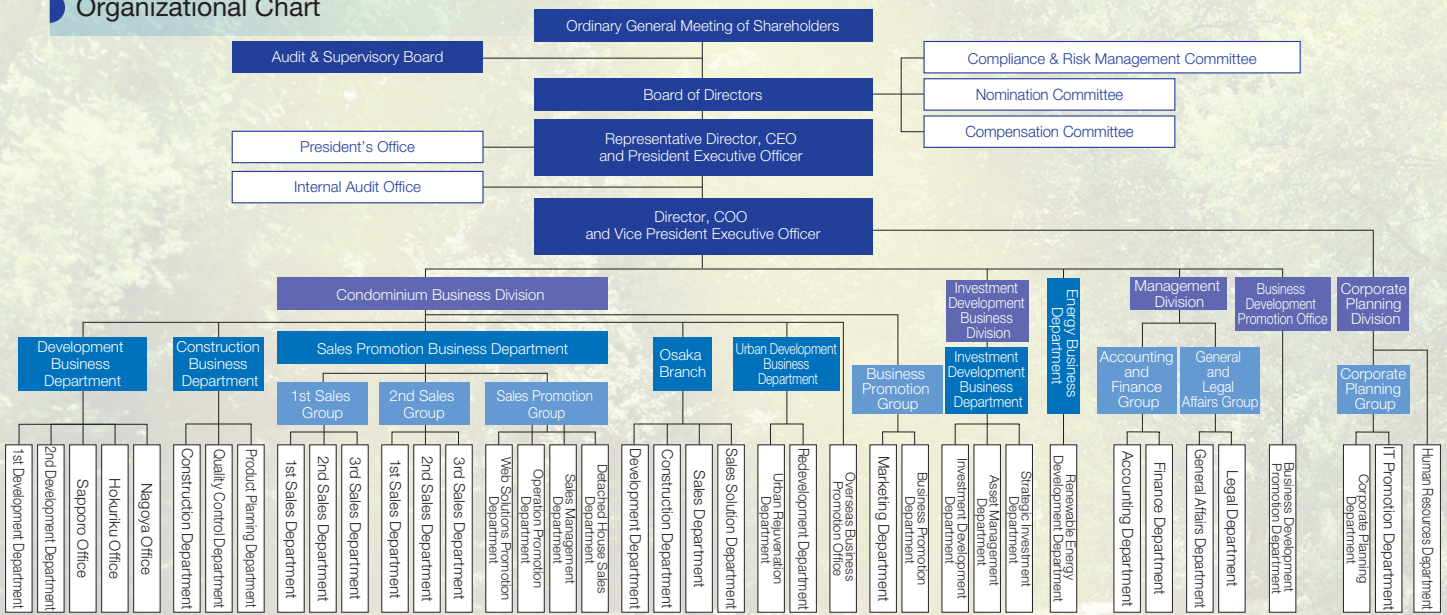 Organizational Chart
Ordinary General Meeting of Shareholders
Audit & Supervisory Board
Compliance & Risk Management Committee
Board of Directors
Nomination Committee
Compensation Committee
President's Office
Representative Director, CEO
and President Executive Officer
Internal Audit Office
Director, COO
and Vice President Executive Officer
Condominium Business Division
Investment
Development
Business
Division
Energy Business
Department
Management
Division
Business
Development
Promotion Office
Corporate
Planning
Division
Development
Business
Department
Construction
Business
Department
Sales Promotion Business Department
Osaka
Branch
Urban Development
Business
Department
Business
Promotion
Group
Investment
Development
Business
Department
Accounting
and
Finance
Group
General
and
Legal
Affairs Group
Corporate
Planning
Group
1st Sales
Group
2nd Sales
Group
Sales Promotion
Group
1st Development Department
2nd Development Department
Sapporo Office
Hokuriku Office
Nagoya Office
Construction Department
Quality Control Department
Product Planning Department
1st Sales Department
2nd Sales Department
3rd Sales Department
1st Sales Department
2nd Sales Department
3rd Sales Department
Web Solutions Promotion
Department
Operation Promotion
Department
Sales Management
Department
Detached House Sales
Department
Development Department
Construction Department
Sales Department
Sales Solution Department
Urban Rejuvenation
Department
Redevelopment Department
Overseas Business
Promotion Office
Marketing Department
Business Promotion
Department
Investment Development
Department
Asset Management
Department
Strategic Investment
Department
Renewable Energy
Development Department
Accounting Department
Finance Department
General Affairs Department
Legal Department
Business Development
Promotion Department
Corporate Planning
Department
IT Promotion Department
Human Resources Department